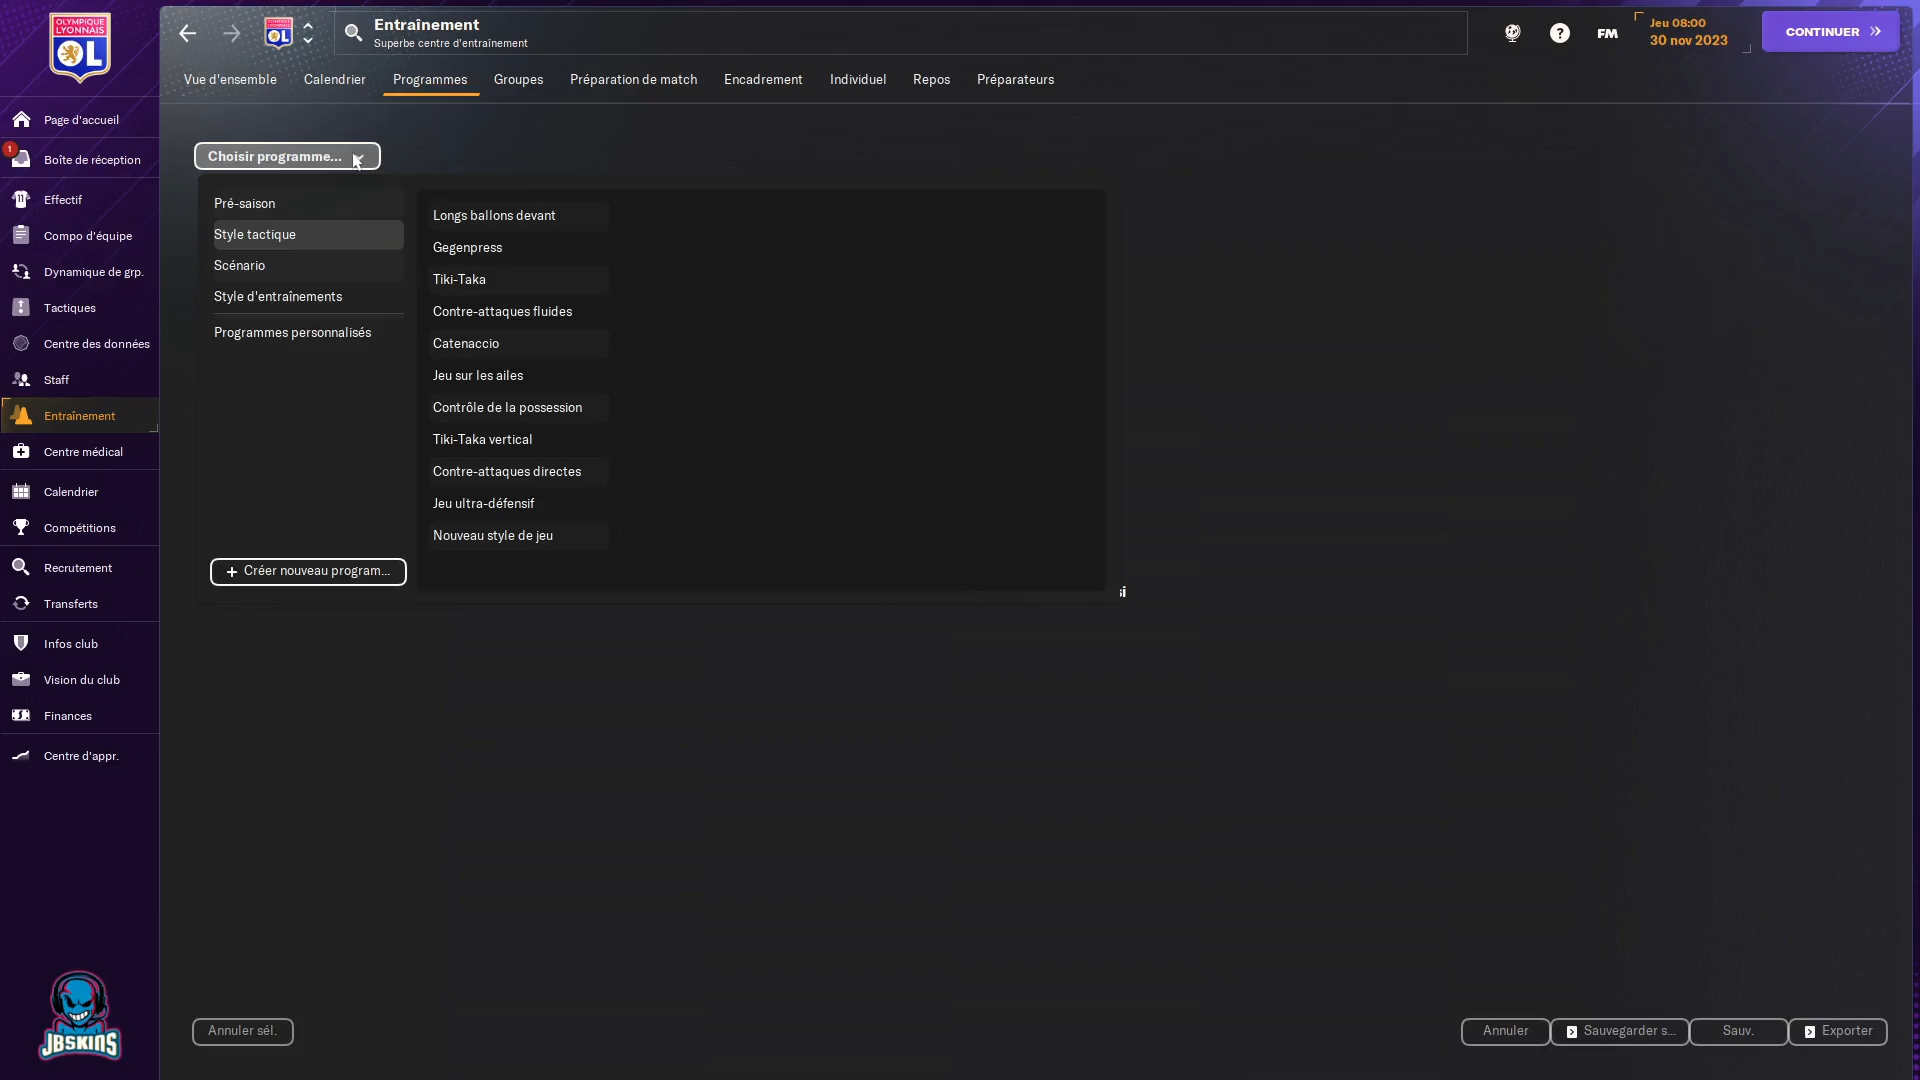 OLYMPIQUE
LYONNAIS
OL
Page d'accueil
1
Boîte de réception
Effectif
Compo d'équipe
Dynamique de grp.
Tactiques
Centre des données
Staff
Entraînement
Centre médical
Calendrier
Compétitions
Recrutement
Transferts
Infos club
Vision du club
Finances
Centre d'appr.
JBSKINS
OL
Entraînement
Superbe centre d'entraînement
?
FM
Jeu 08:00
30 nov 2023
CONTINUER
Vue d'ensemble
Calendrier
Programmes
Groupes
Préparation de match
Encadrement
Individuel
Repos
Préparateurs
Choisir programme...
Pré-saison
Style tactique
Scénario
Style d'entraînements
Programmes personnalisés
+ Créer nouveau program...
Longs ballons devant
Gegenpress
Tiki-Taka
Contre-attaques fluides
Catenaccio
Jeu sur les ailes
Contrôle de la possession
Tiki-Taka vertical
Contre-attaques directes
Jeu ultra-défensif
Nouveau style de jeu
Annuler sél.
Annuler
Sauvegarder s...
Sauv.
Exporter